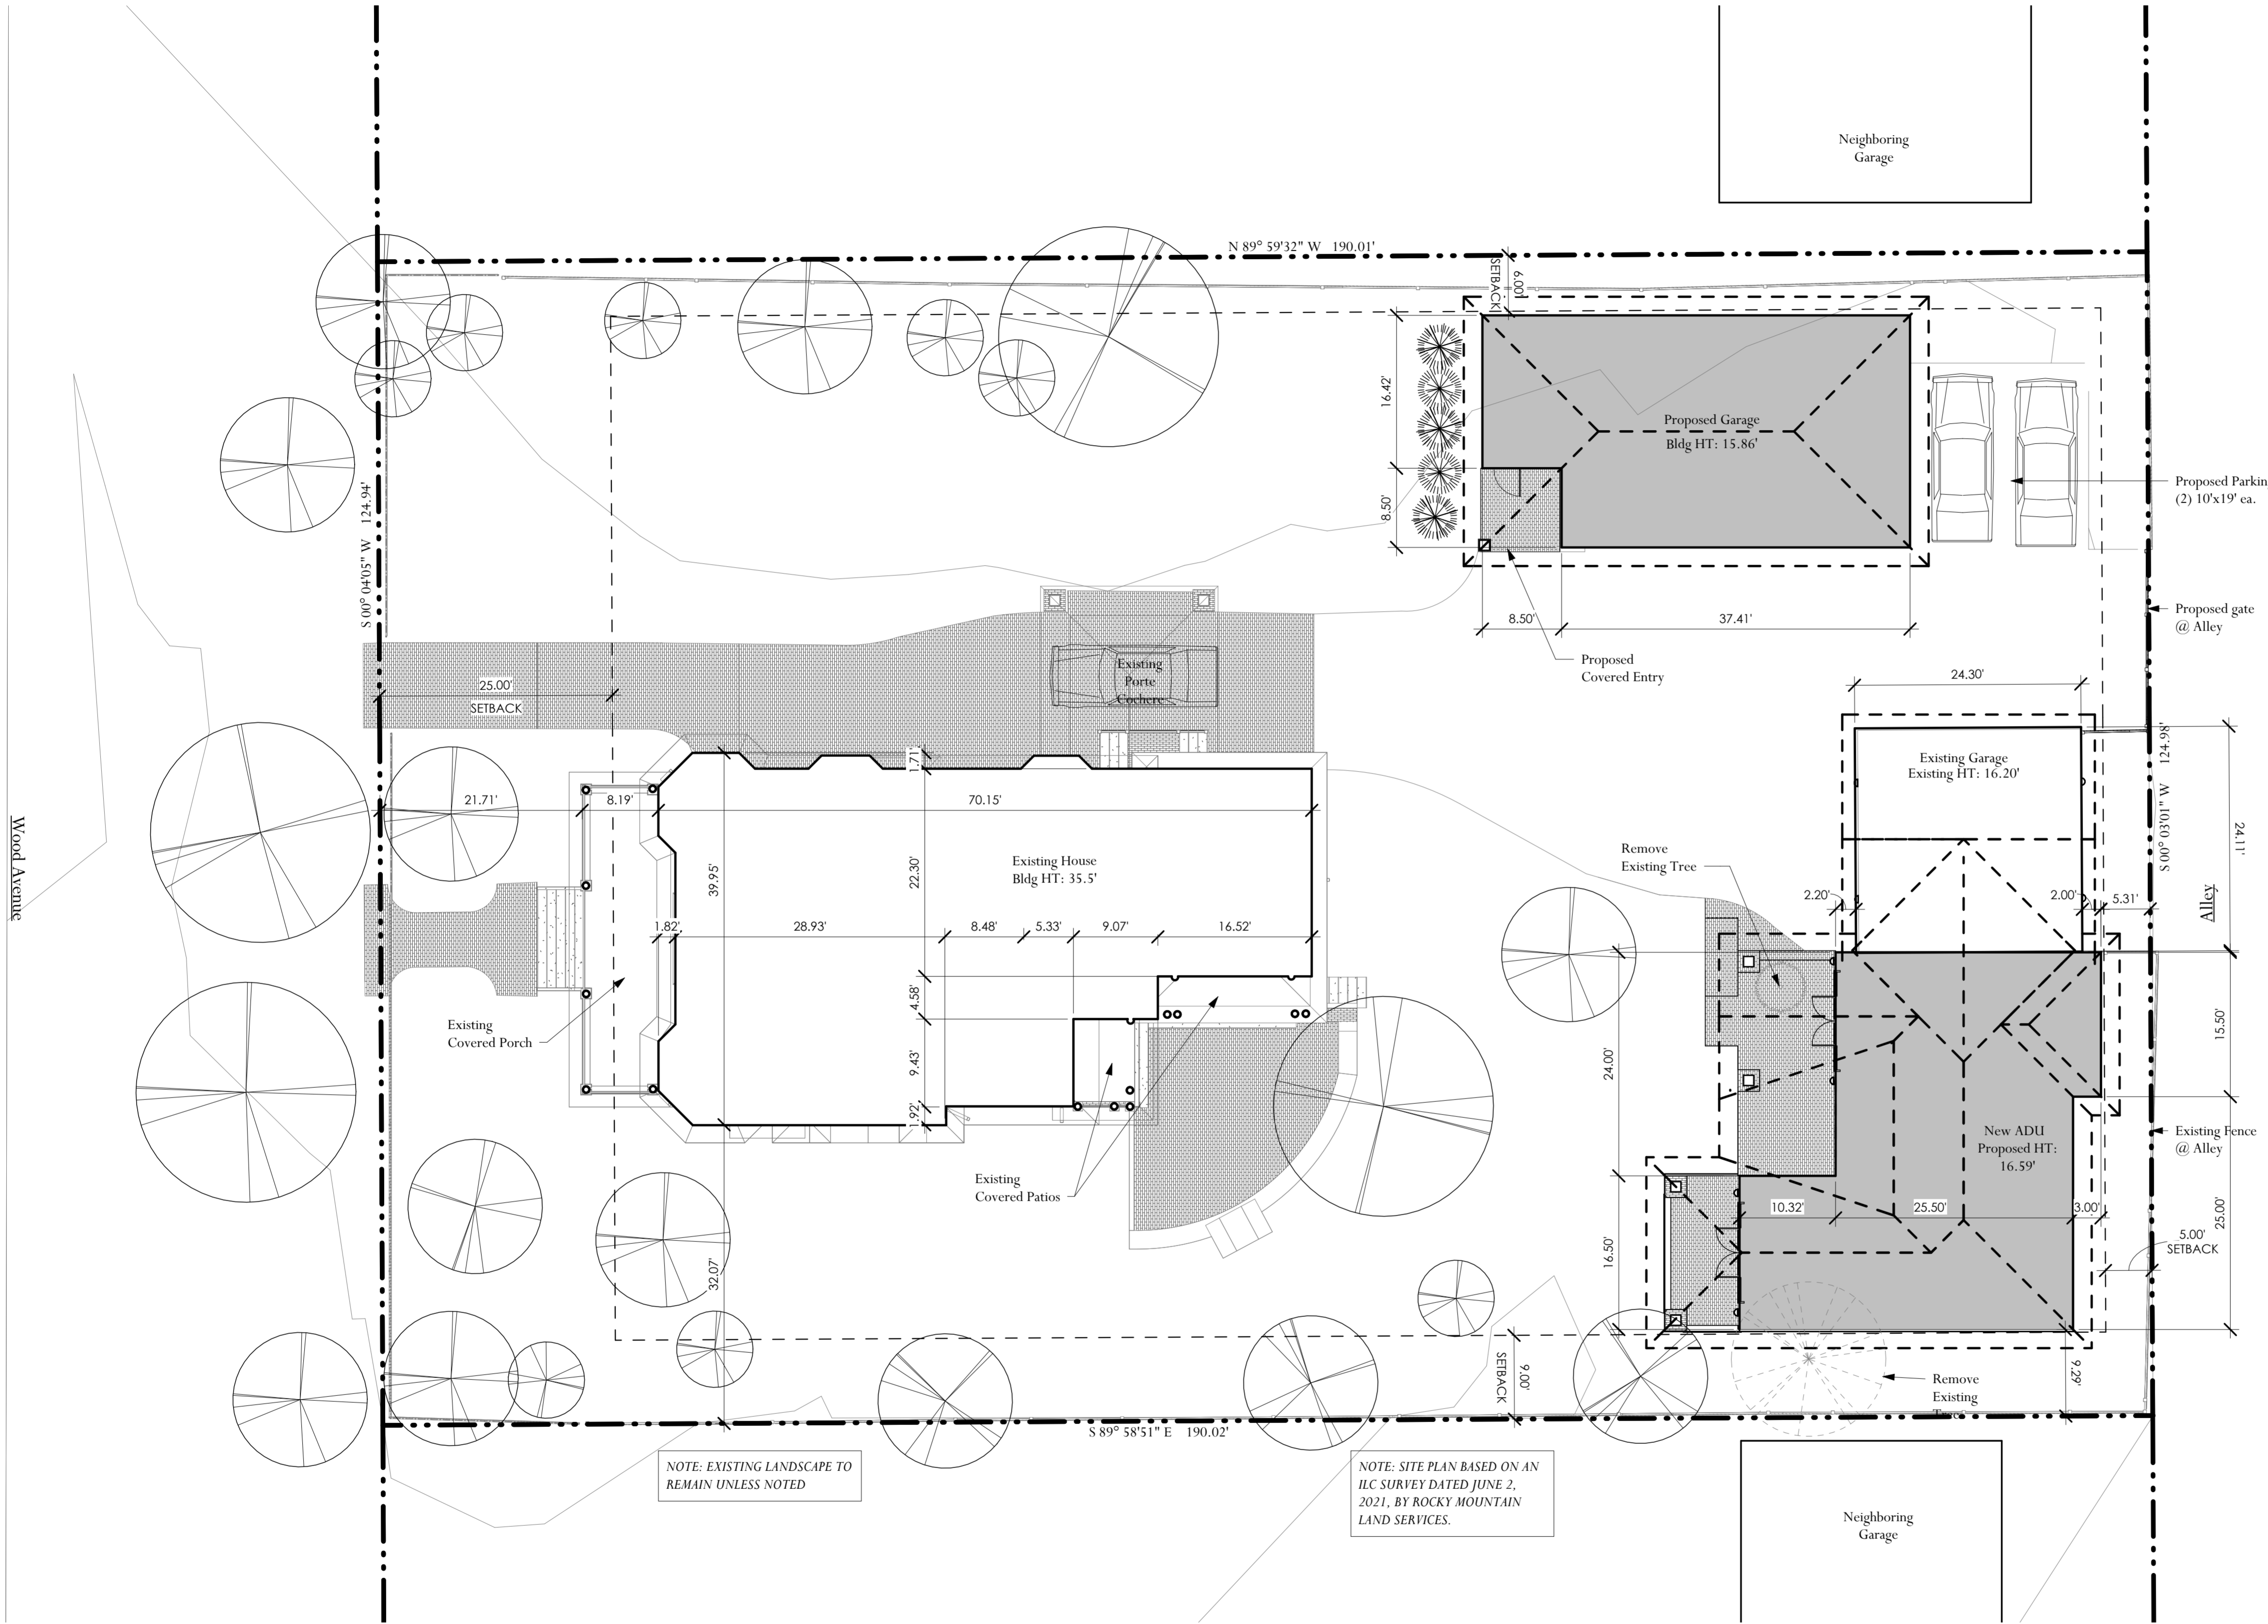 Neighboring
Garage
N 89° 59'32" W 190.01'
6.00'
SETBACK
16.42'
Proposed Garage
Bldg HT: 15.86'
S 00° 04'05" W 124.94'
8.50'
Proposed
(2) 10'x19' ea.
Proposed gate
@ Alley
8.50'
37.41'
Proposed
Covered Entry
Existing
Porte
Cochere
25.00'
SETBACK
24.30'
1.71'
Existing Garage
Existing HT: 16.20'
S 00° 03'01" W 124.98'
21.71'
8.19'
70.15'
24.11'
Wood Avenue
Remove
Existing Tree
Existing House
Bldg HT: 35.5'
39.95'
22.30'
2.20'
2.00'
5.31'
Alley
1.82'
28.93'
8.48'
5.33'
9.07'
16.52'
4.58'
Existing
Covered Porch
15.50'
9.43'
24.00'
1.92'
New ADU
Proposed HT:
16.59'
Existing Fence
@ Alley
Existing
Covered Patios
10.32'
25.50'
3.00'
25.00'
5.00'
SETBACK
16.50'
32.07'
9.00'
SETBACK
9.29'
Remove
Existing
Tree
S 89° 58'51" E 190.02'
NOTE: EXISTING LANDSCAPE TO
REMAIN UNLESS NOTED
NOTE: SITE PLAN BASED ON AN
ILC SURVEY DATED JUNE 2,
2021, BY ROCKY MOUNTAIN
LAND SERVICES.
Neighboring
Garage